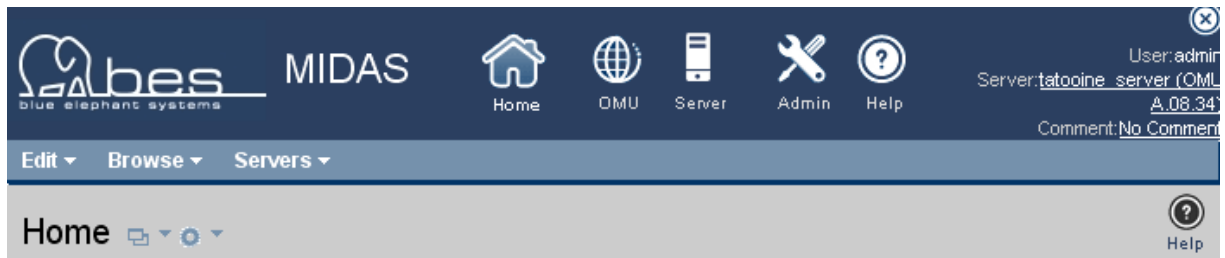 bes
blue elephant systems
MIDAS
Home
OMU
Server
Admin
Help
User:admin
Server:tatooine_server (OML
A.08.34)
Comment:No Comment
Edit
Browse
Servers
Home
Help